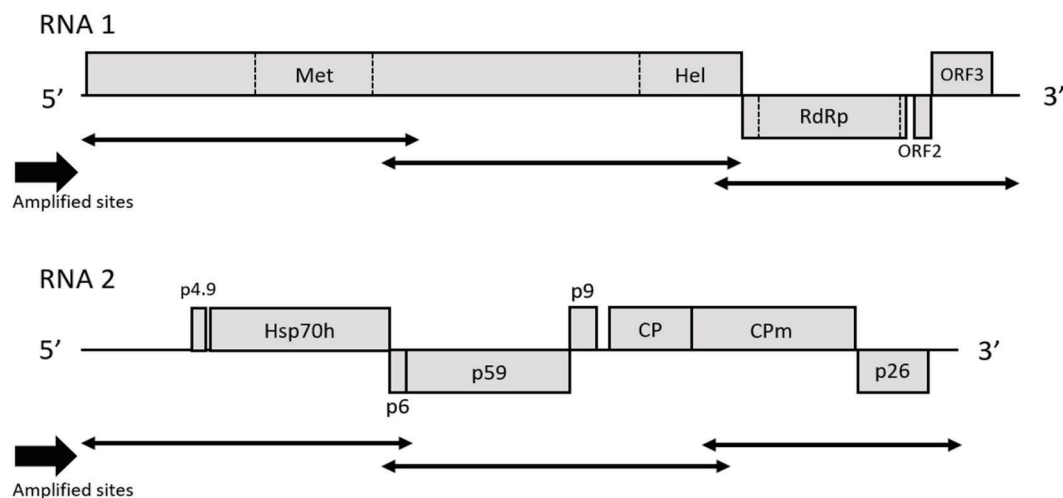 RNA 1
5’ Met Hel ORF3 3’
RdRp
ORF2
Amplified sites
RNA 2
p4.9 p9
5’ Hsp70h CP CPm 3’
p59 p26
p6
Amplified sites